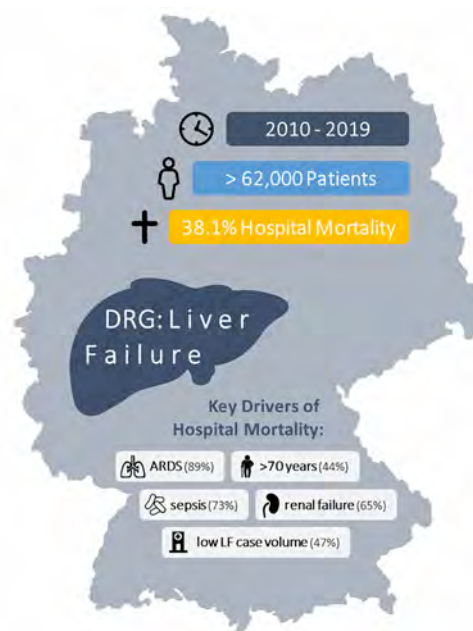 2010 - 2019
> 62,000 Patients
38.1% Hospital Mortality
DRG: Liver
Failure
Key Drivers of
Hospital Mortality:
ARDS (89%)
>70 years (44%)
sepsis (73%)
renal failure (65%)
low LF case volume (47%)